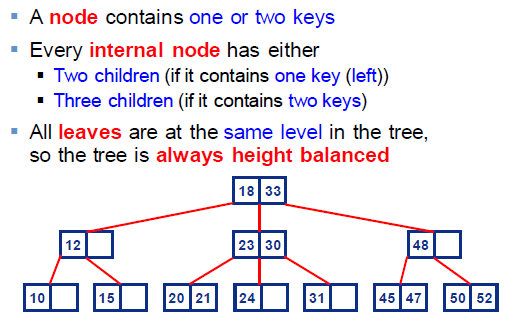 A node contains one or two keys
Every internal node has either
Two children (if it contains one key (left))
Three children (if it contains two keys)
All leaves are at the same level in the tree,
so the tree is always height balanced
18 33
12 23 30 48
10 15 20 21 24 31 45 47 50 52